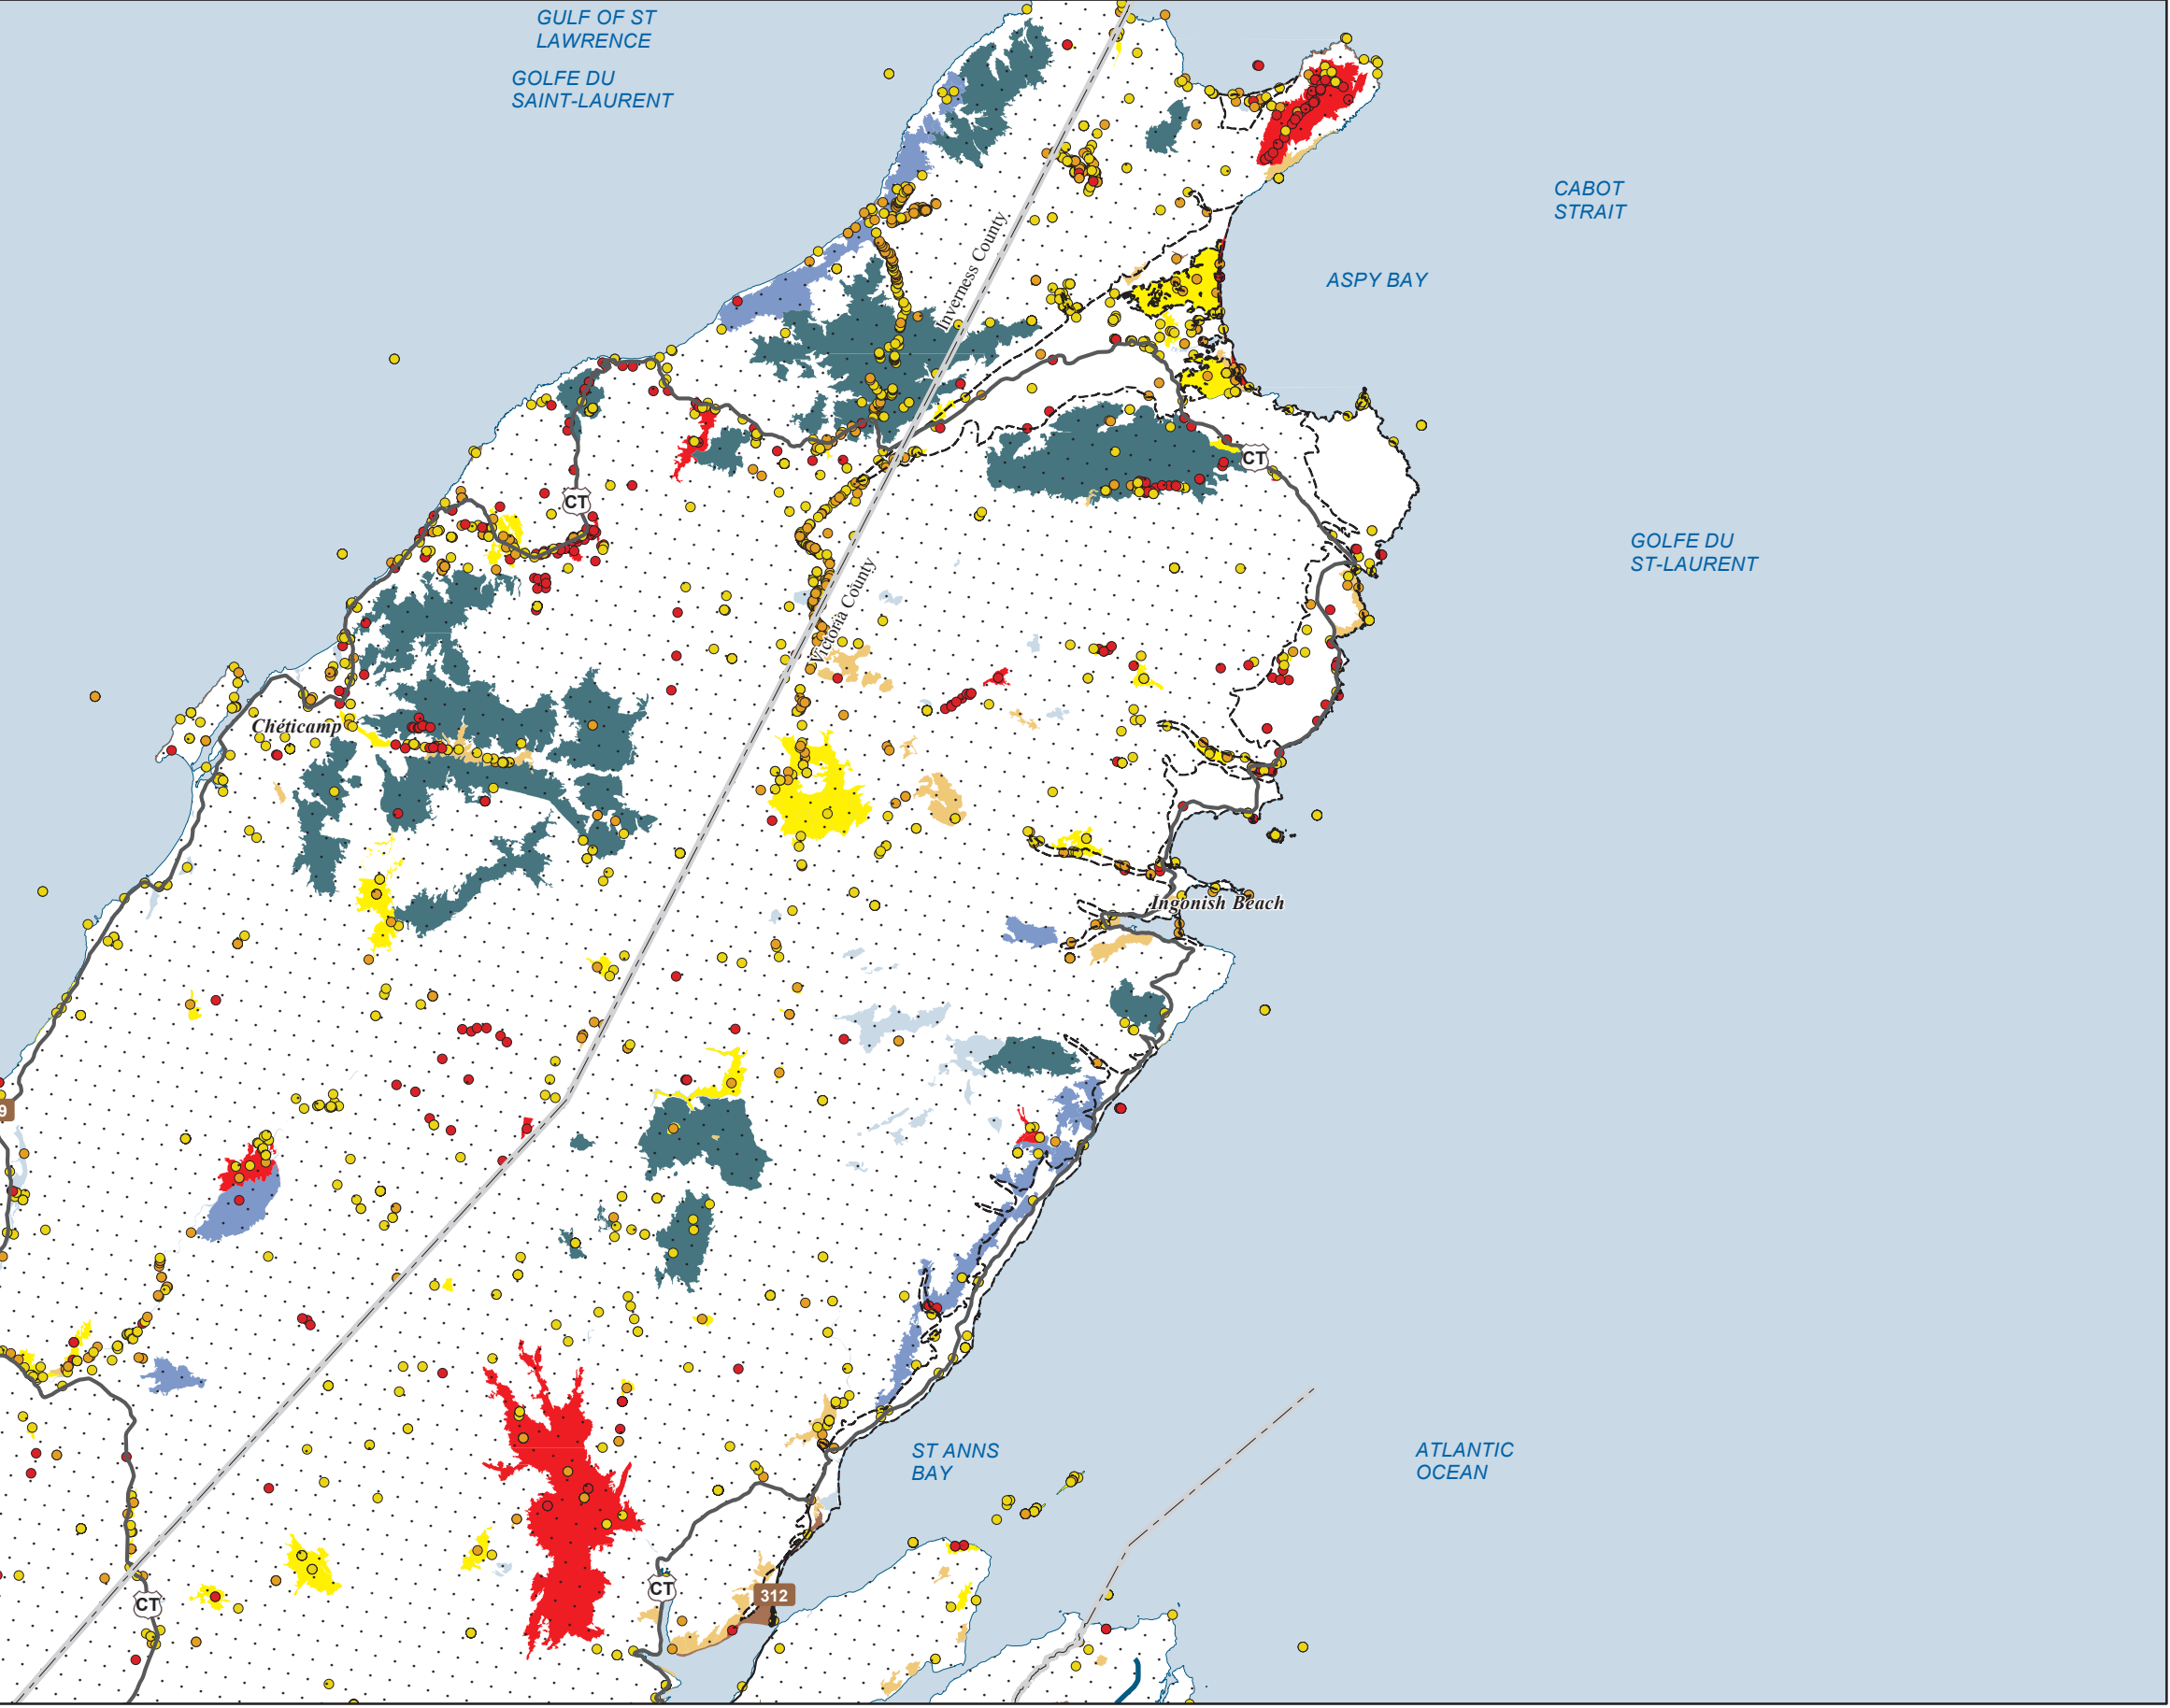 GULF OF ST
LAWRENCE
GOLFE DU
SAINT-LAURENT
CABOT
STRAIT
Inverness County
ASPY BAY
CT
CT
GOLFE DU
ST-LAURENT
Victoria County
Chéticamp
Ingonish Beach
9
ST ANNS
BAY
ATLANTIC
OCEAN
CT
CT
312